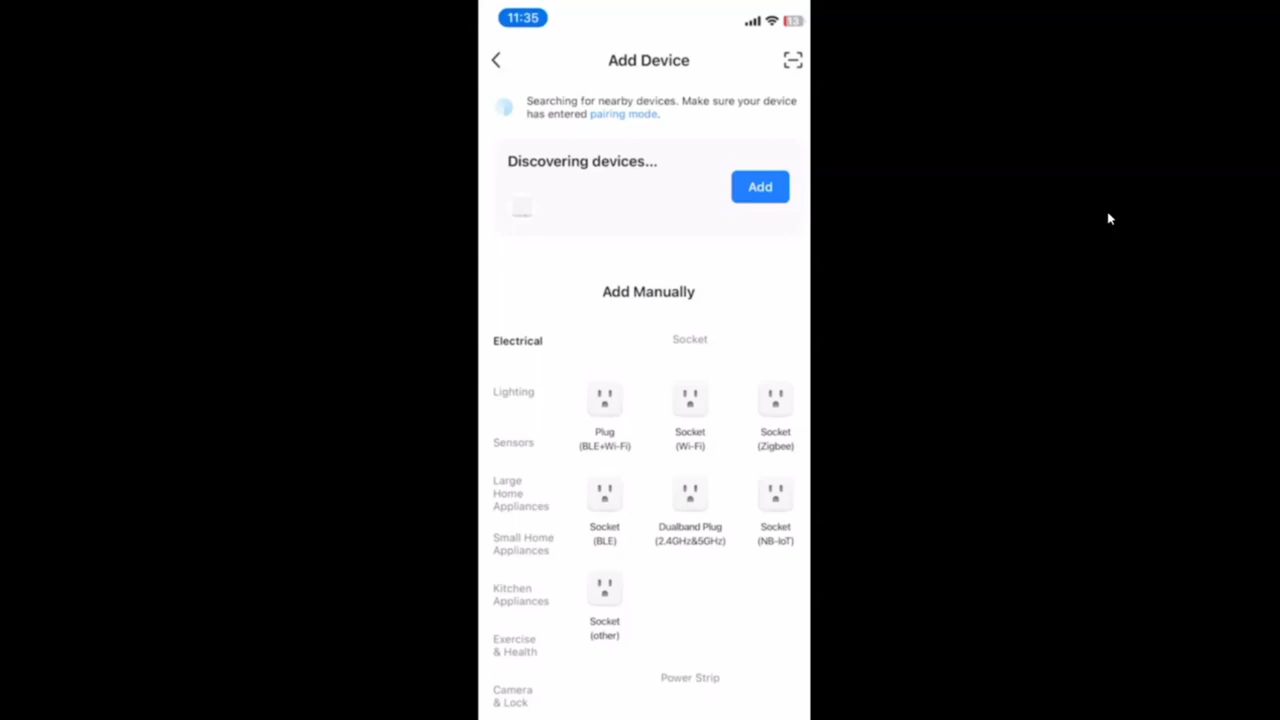 11:35
13
Add Device
Searching for nearby devices. Make sure your device
has entered pairing mode.
Discovering devices...
Add
Add Manually
Electrical
Socket
Lighting
Plug
(BLE+Wi-Fi)
Socket
(Wi-Fi)
Socket
(Zigbee)
Sensors
Large
Home
Appliances
Socket
(BLE)
Dualband Plug
(2.4GHz&5GHz)
Socket
(NB-IoT)
Small Home
Appliances
Kitchen
Appliances
Socket
(other)
Exercise
& Health
Power Strip
Camera
& Lock